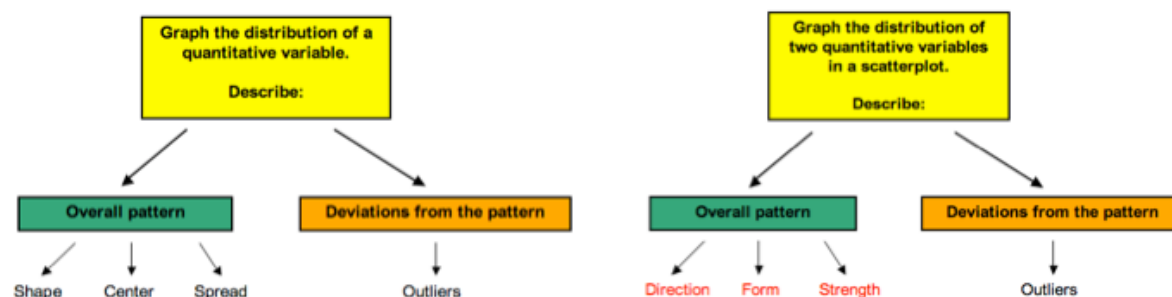 Graph the distribution of a
quantitative variable.
Describe:
Overall pattern
Deviations from the pattern
Shape
Center
Spread
Outliers
Graph the distribution of
two quantitative variables
in a scatterplot.
Describe:
Overall pattern
Deviations from the pattern
Direction
Form
Strength
Outliers